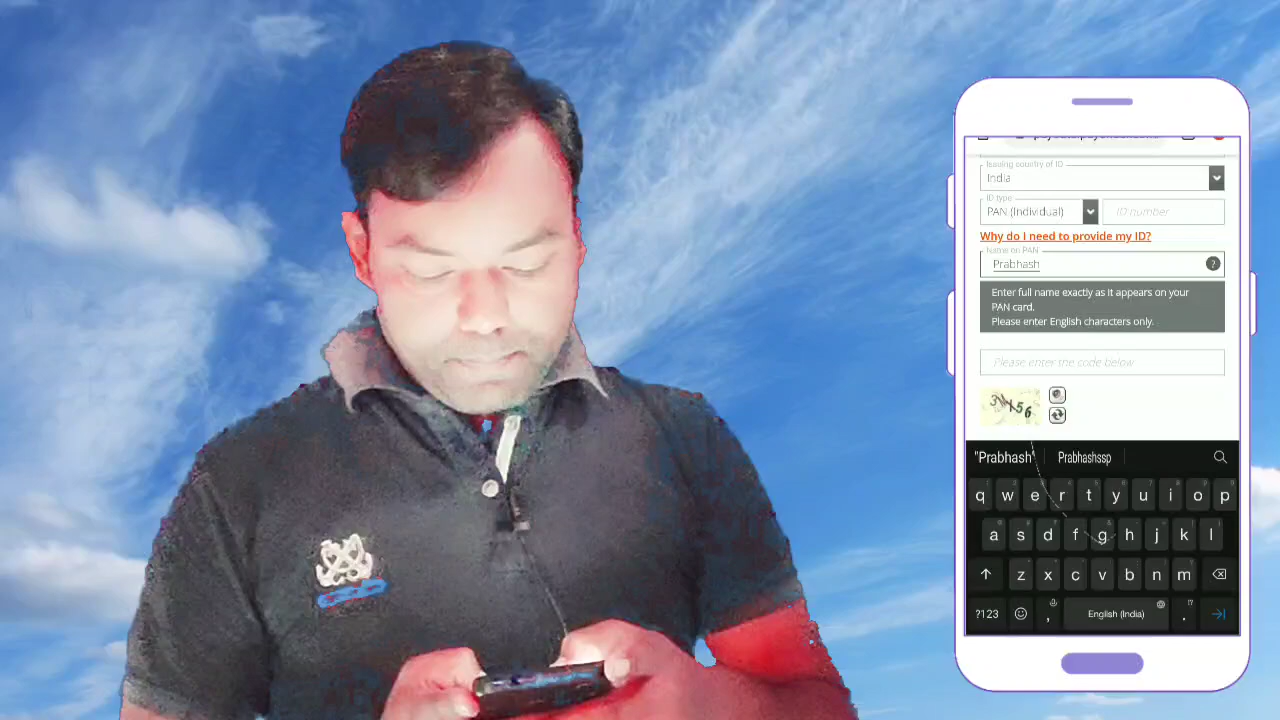 Issuing country of ID
India
ID type
PAN (Individual)
ID number
Why do I need to provide my ID?
Name on PAN
Prabhash
?
Enter full name exactly as it appears on your
PAN card.
Please enter English characters only.
Please enter the code below
"Prabhash"
Prabhashssp
q w e r t y u i o p
a s d f g h j k l
z x c v b n m
?123 , English (India) .